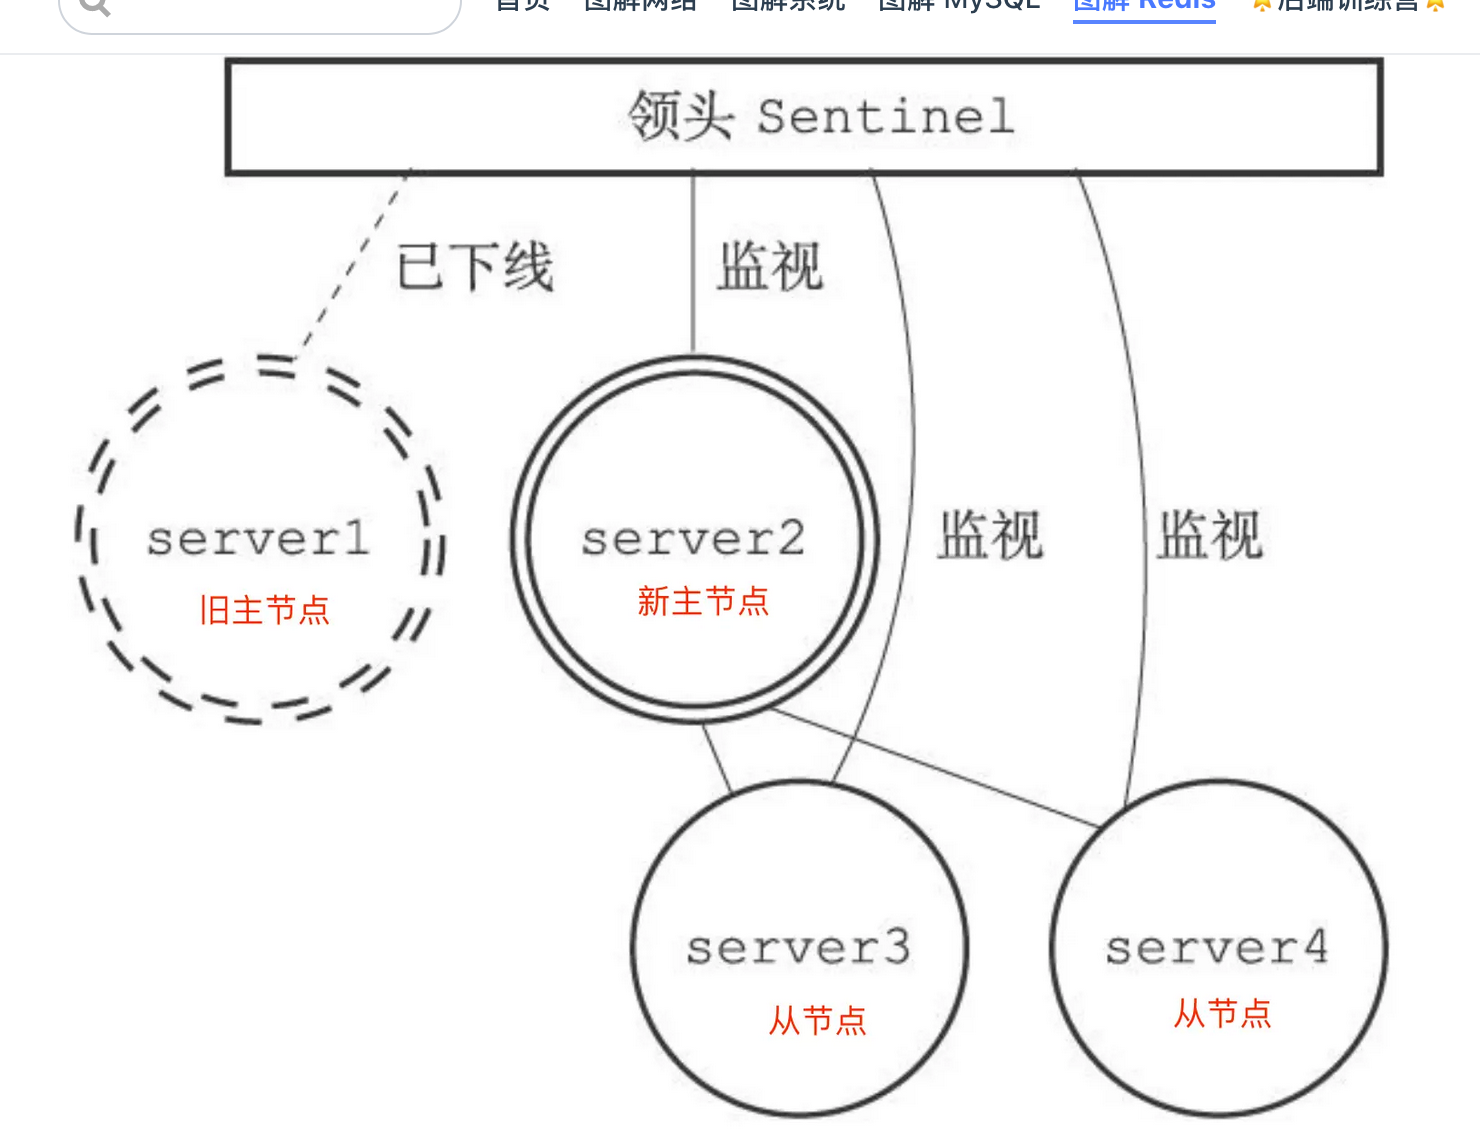 首页 图解网络 图解系统 图解 MySQL 图解 Redis 后端训练营
领头 Sentinel
已下线 监视
server1 server2 监视 监视
旧主节点 新主节点
server3 server4
从节点 从节点